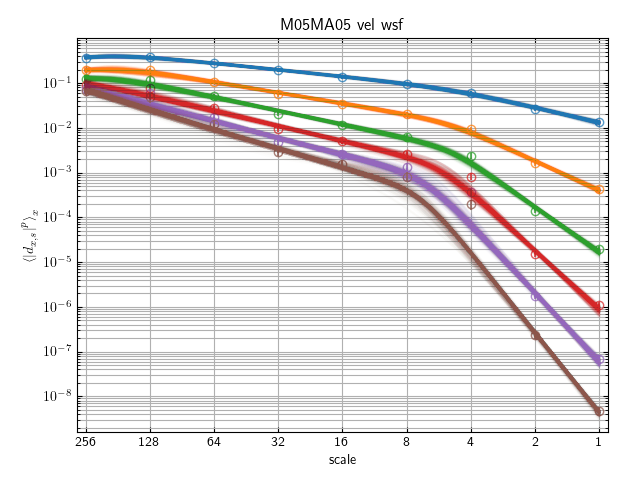 M05MA05 vel wsf
10⁻¹
10⁻²
10⁻³
10⁻⁴
10⁻⁵
10⁻⁶
10⁻⁷
10⁻⁸
⟨|d_{x,s}|^p⟩_x
256 128 64 32 16 8 4 2 1
scale